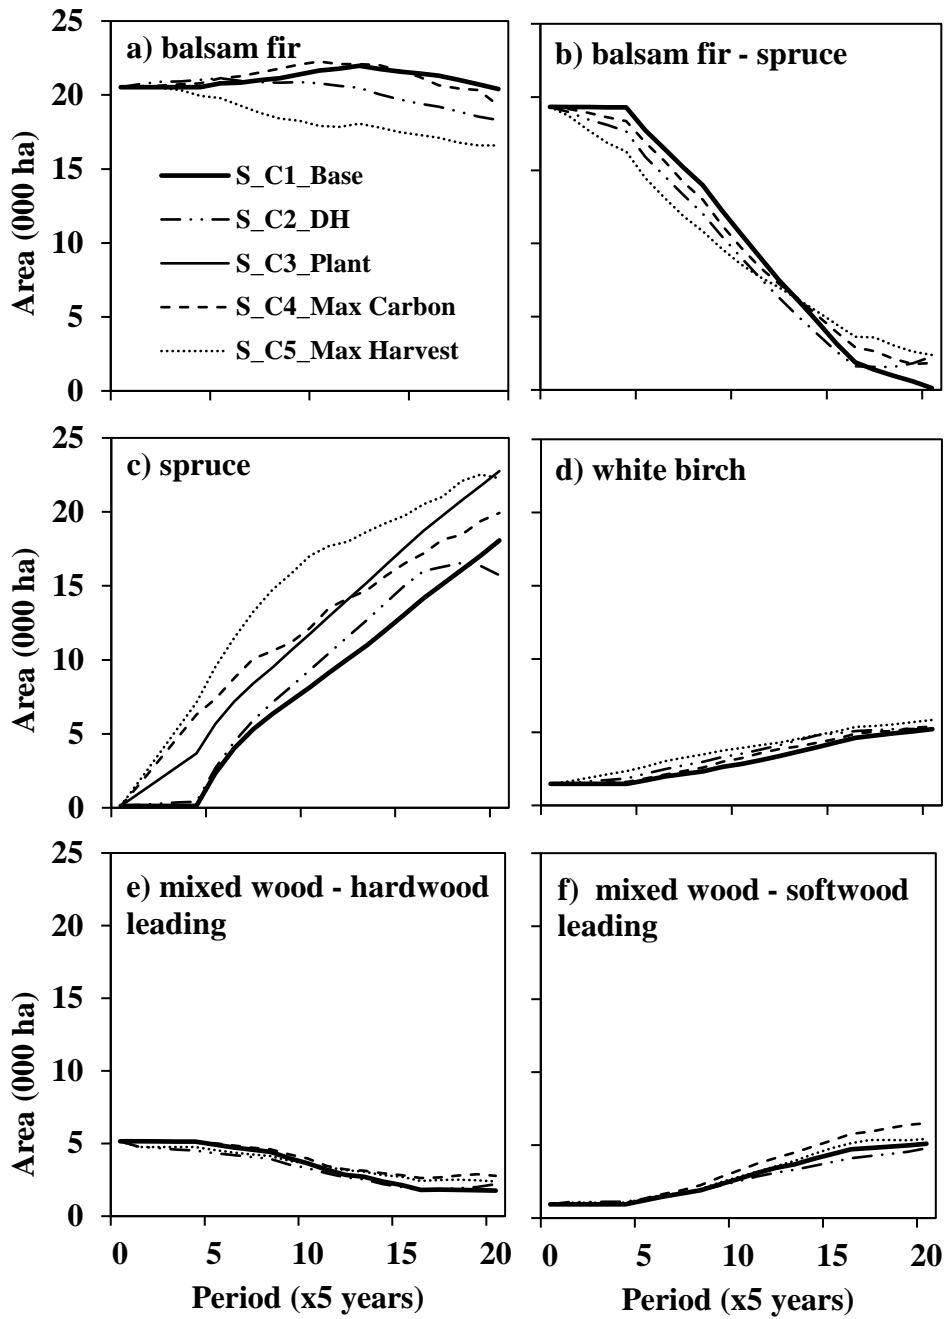 a) balsam fir
b) balsam fir - spruce
25
20
15
10
5
0
Area (000 ha)
S_C1_Base
S_C2_DH
S_C3_Plant
S_C4_Max Carbon
S_C5_Max Harvest
c) spruce
d) white birch
25
20
15
10
5
0
Area (000 ha)
e) mixed wood - hardwood
leading
f) mixed wood - softwood
leading
25
20
15
10
5
0
Area (000 ha)
0 5 10 15 20
Period (x5 years)
0 5 10 15 20
Period (x5 years)